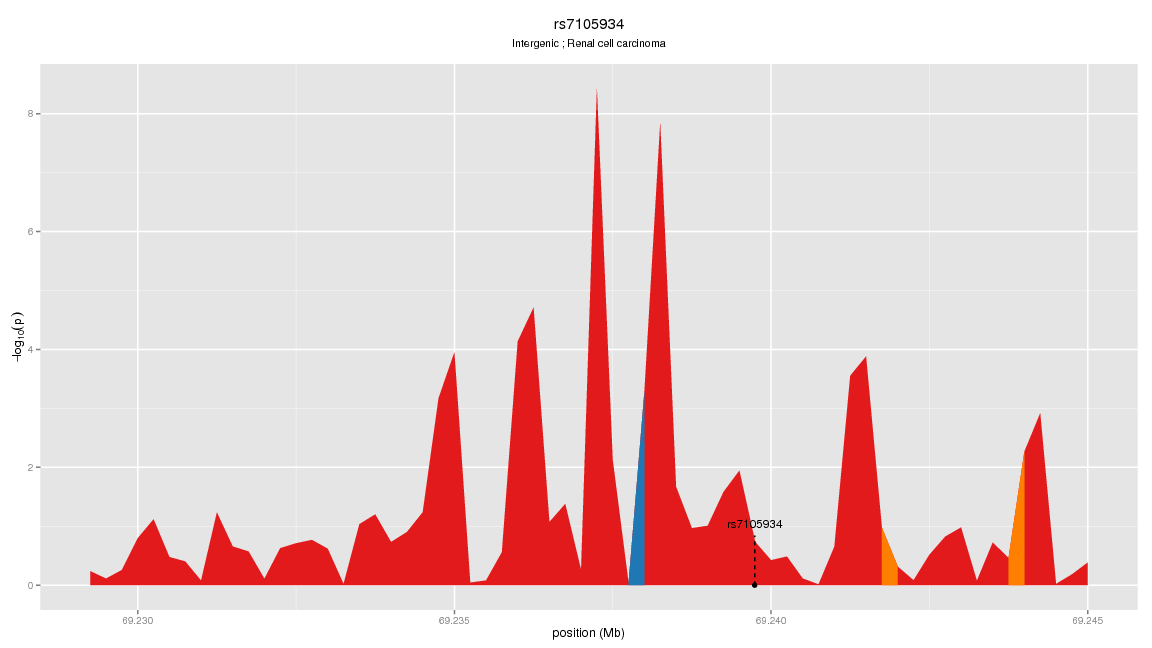 rs7105934
Intergenic ; Renal cell carcinoma
8
6
4
2
0
−log10(p)
rs7105934
69.230
69.235
69.240
69.245
position (Mb)